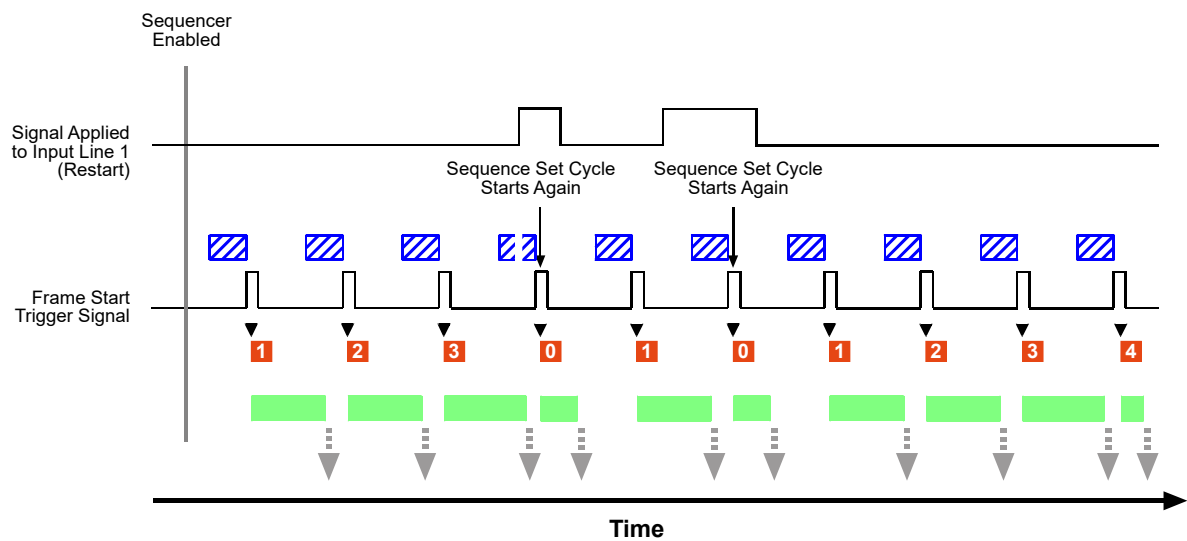 Sequencer
Enabled
Signal Applied
to Input Line 1
(Restart)
Sequence Set Cycle
Starts Again
Sequence Set Cycle
Starts Again
Frame Start
Trigger Signal
1 2 3 0 1 0 1 2 3 4
Time